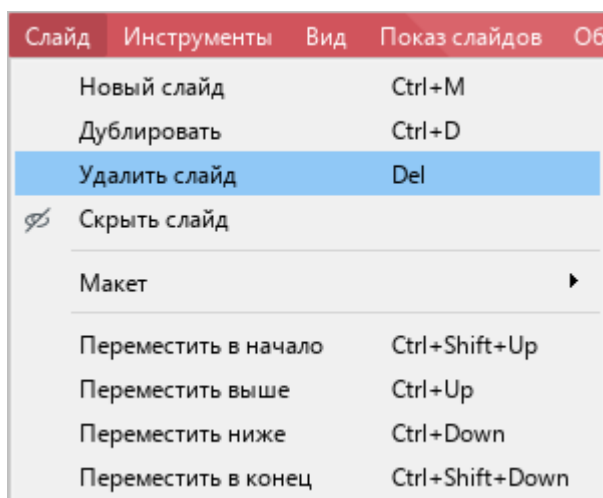 Слайд Инструменты Вид Показ слайдов
Новый слайд Ctrl+M
Дублировать Ctrl+D
Удалить слайд Del
Скрыть слайд
Макет
Переместить в начало Ctrl+Shift+Up
Переместить выше Ctrl+Up
Переместить ниже Ctrl+Down
Переместить в конец Ctrl+Shift+Down